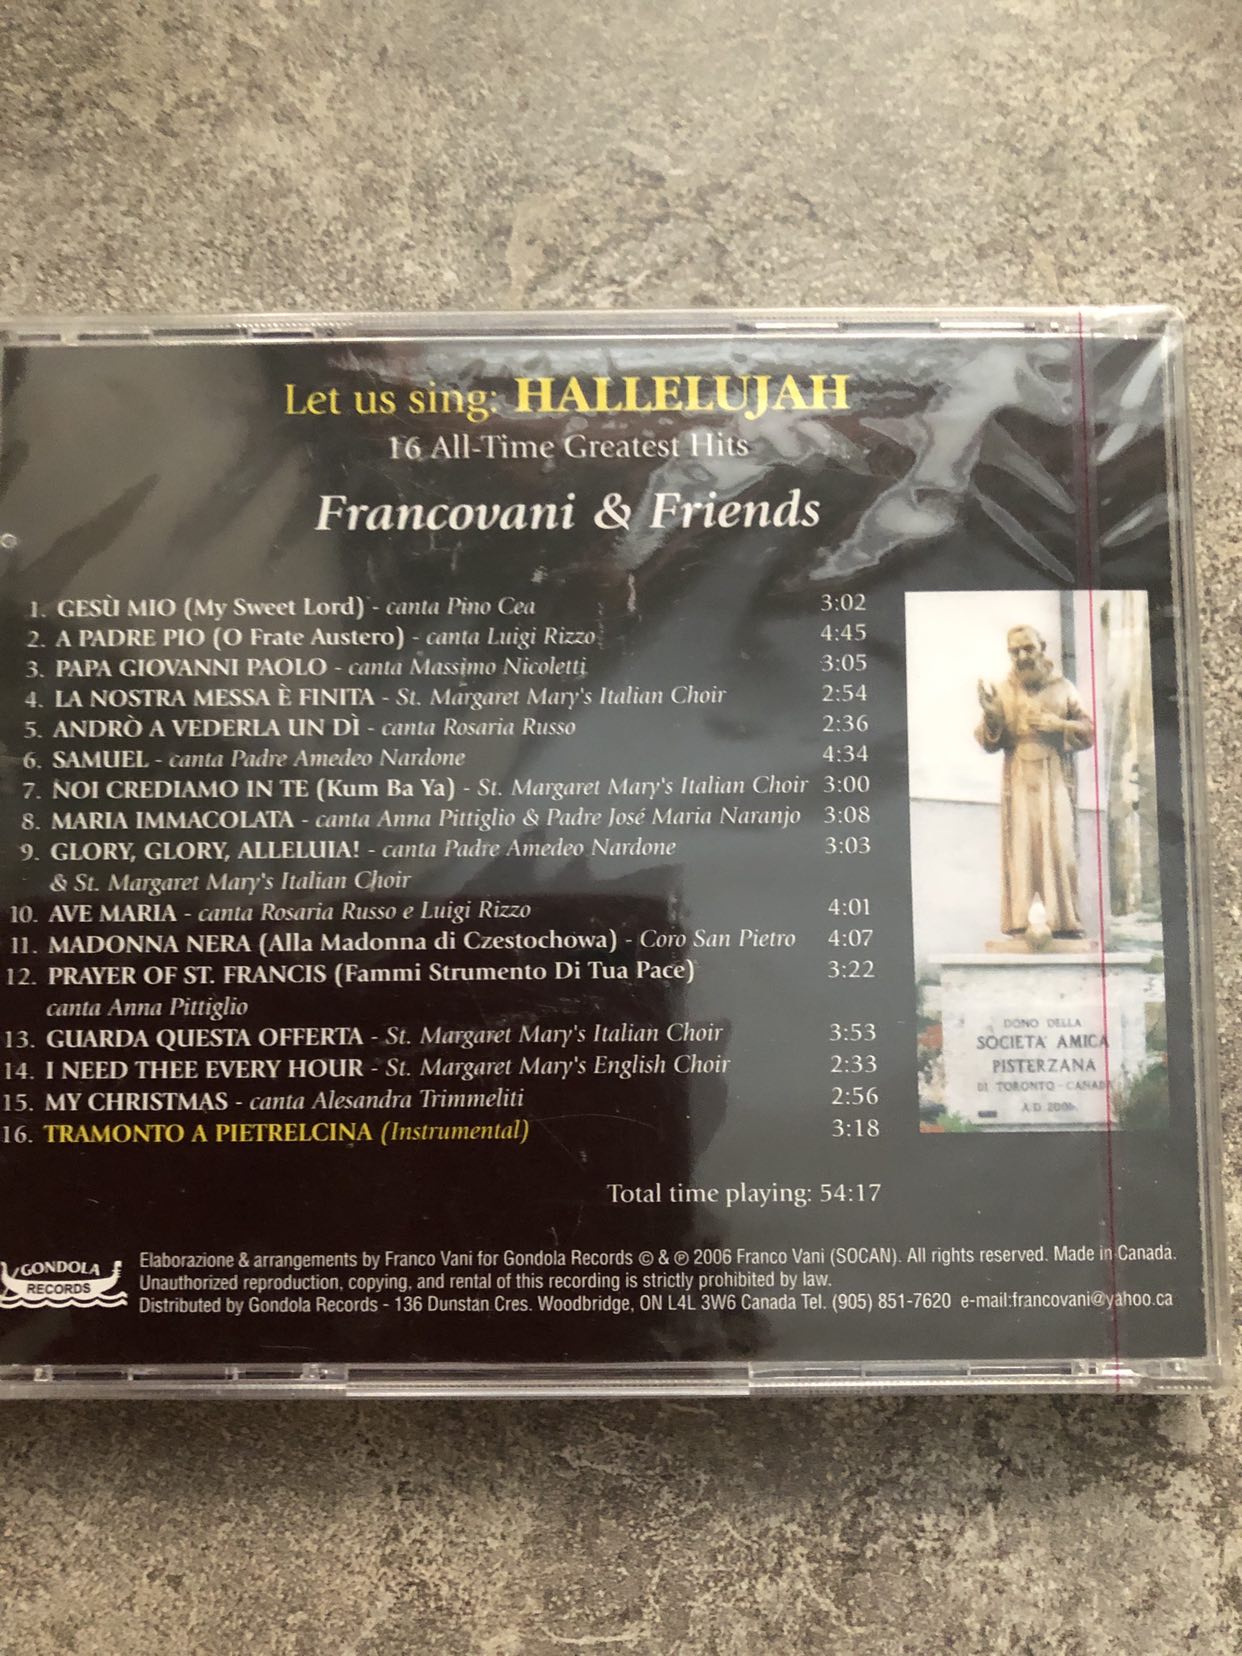 Let us sing: HALLELUJAH
16 All-Time Greatest Hits
Francovani & Friends
1. GESÙ MIO (My Sweet Lord) - canta Pino Cea 3:02
2. A PADRE PIO (O Frate Austero) - canta Luigi Rizzo 4:45
3. PAPA GIOVANNI PAOLO - canta Massimo Nicoletti 3:05
4. LA NOSTRA MESSA È FINITA - St. Margaret Mary's Italian Choir 2:54
5. ANDRÒ A VEDERLA UN DÌ - canta Rosaria Russo 2:36
6. SAMUEL - canta Padre Amedeo Nardone 4:34
7. NOI CREDIAMO IN TE (Kum Ba Ya) - St. Margaret Mary's Italian Choir 3:00
8. MARIA IMMACOLATA - canta Anna Pittiglio & Padre José Maria Naranjo 3:08
9. GLORY, GLORY, ALLELUIA! - canta Padre Amedeo Nardone 3:03
& St. Margaret Mary's Italian Choir
10. AVE MARIA - canta Rosaria Russo e Luigi Rizzo 4:01
11. MADONNA NERA (Alla Madonna di Czestochowa) - Coro San Pietro 4:07
12. PRAYER OF ST. FRANCIS (Fammi Strumento Di Tua Pace) 3:22
canta Anna Pittiglio
13. GUARDA QUESTA OFFERTA - St. Margaret Mary's Italian Choir 3:53
14. I NEED THEE EVERY HOUR - St. Margaret Mary's English Choir 2:33
15. MY CHRISTMAS - canta Alesandra Trimmeliti 2:56
16. TRAMONTO A PIETRELCINA (Instrumental) 3:18
Total time playing: 54:17
DONO DELLA
SOCIETA' AMICA
PISTERZANA
DI TORONTO - CANADA
A.D.
GONDOLA
RECORDS
Elaborazione & arrangements by Franco Vani for Gondola Records © & ℗ 2006 Franco Vani (SOCAN). All rights reserved. Made in Canada.
Unauthorized reproduction, copying, and rental of this recording is strictly prohibited by law.
Distributed by Gondola Records - 136 Dunstan Cres. Woodbridge, ON L4L 3W6 Canada Tel. (905) 851-7620 e-mail:francovani@yahoo.ca